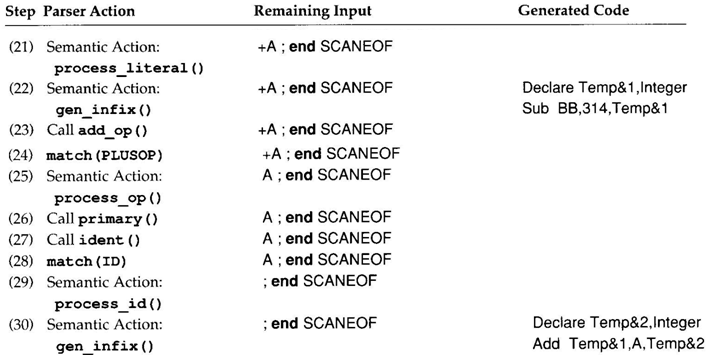 Step Parser Action Remaining Input Generated Code
(21) Semantic Action: +A ; end SCANEOF
process_literal()
(22) Semantic Action: +A ; end SCANEOF Declare Temp&1,Integer
gen_infix() Sub BB,314,Temp&1
(23) Call add_op() +A ; end SCANEOF
(24) match(PLUSOP) +A ; end SCANEOF
(25) Semantic Action: A ; end SCANEOF
process_op()
(26) Call primary() A ; end SCANEOF
(27) Call ident() A ; end SCANEOF
(28) match(ID) A ; end SCANEOF
(29) Semantic Action: ; end SCANEOF
process_id()
(30) Semantic Action: ; end SCANEOF Declare Temp&2,Integer
gen_infix() Add Temp&1,A,Temp&2